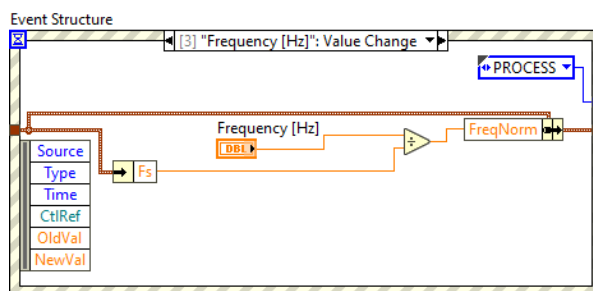 Event Structure
[3] "Frequency [Hz]": Value Change
PROCESS
Frequency [Hz]
DBL
FreqNorm
Source
Type
Fs
Time
CtlRef
OldVal
NewVal